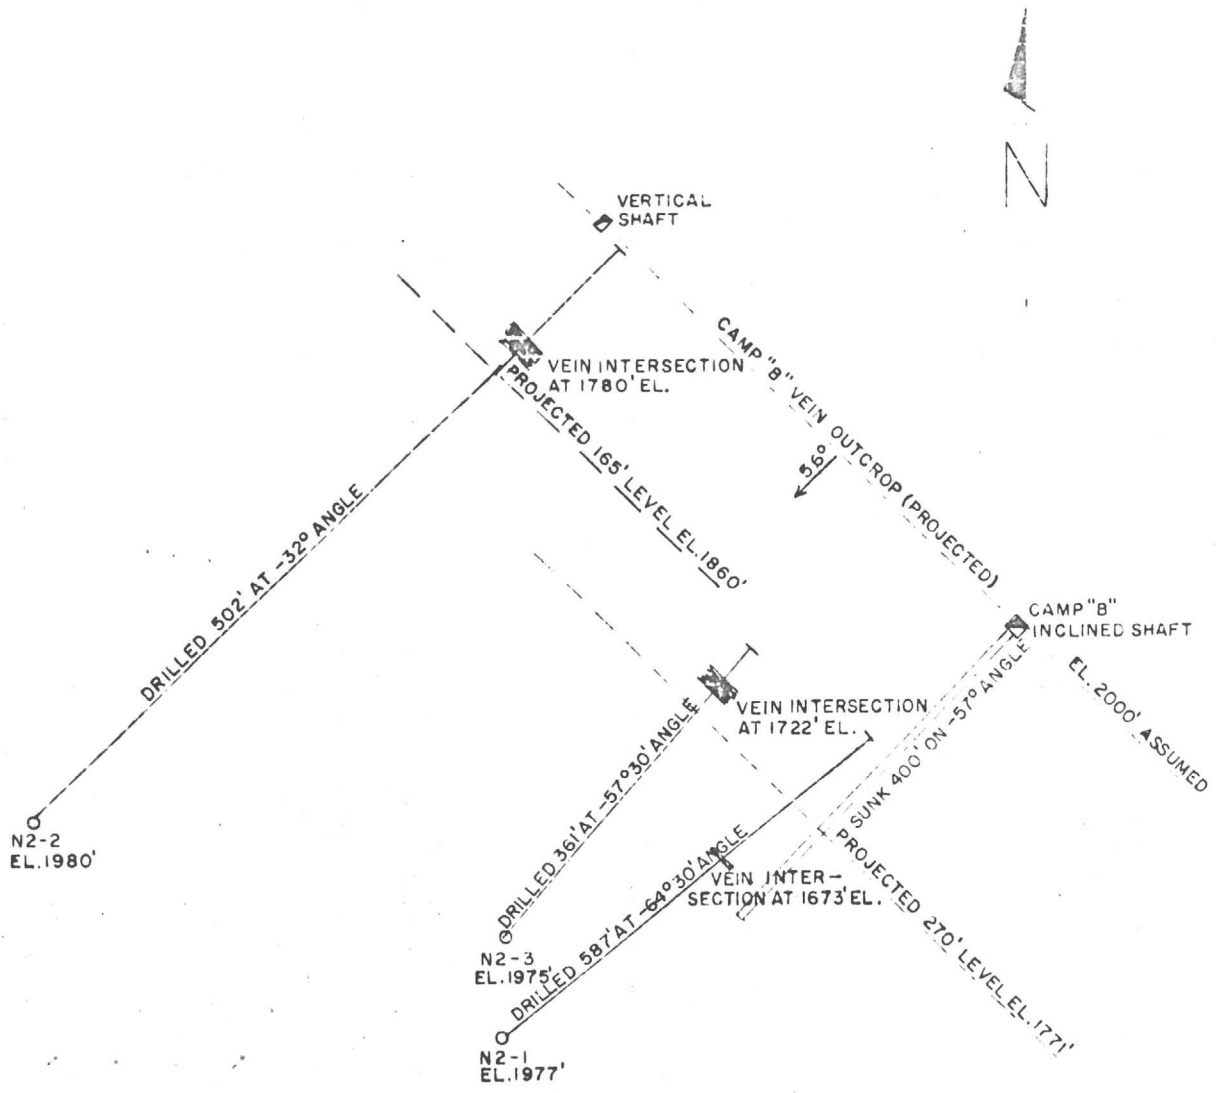 N
VERTICAL
SHAFT
CAMP "B" VEIN OUTCROP (PROJECTED)
56°
VEIN INTERSECTION
AT 1780' EL.
PROJECTED 165' LEVEL EL.1860'
DRILLED 502' AT -32° ANGLE
N2-2
EL.1980'
CAMP "B"
INCLINED SHAFT
EL. 2000' ASSUMED
SUNK 400' ON -57° ANGLE
VEIN INTERSECTION
AT 1722' EL.
DRILLED 361' AT -57°30' ANGLE
N2-3
EL.1975'
VEIN INTER-
SECTION AT 1673' EL.
DRILLED 587' AT -64°30' ANGLE
PROJECTED 270' LEVEL EL.1771'
N2-1
EL.1977'